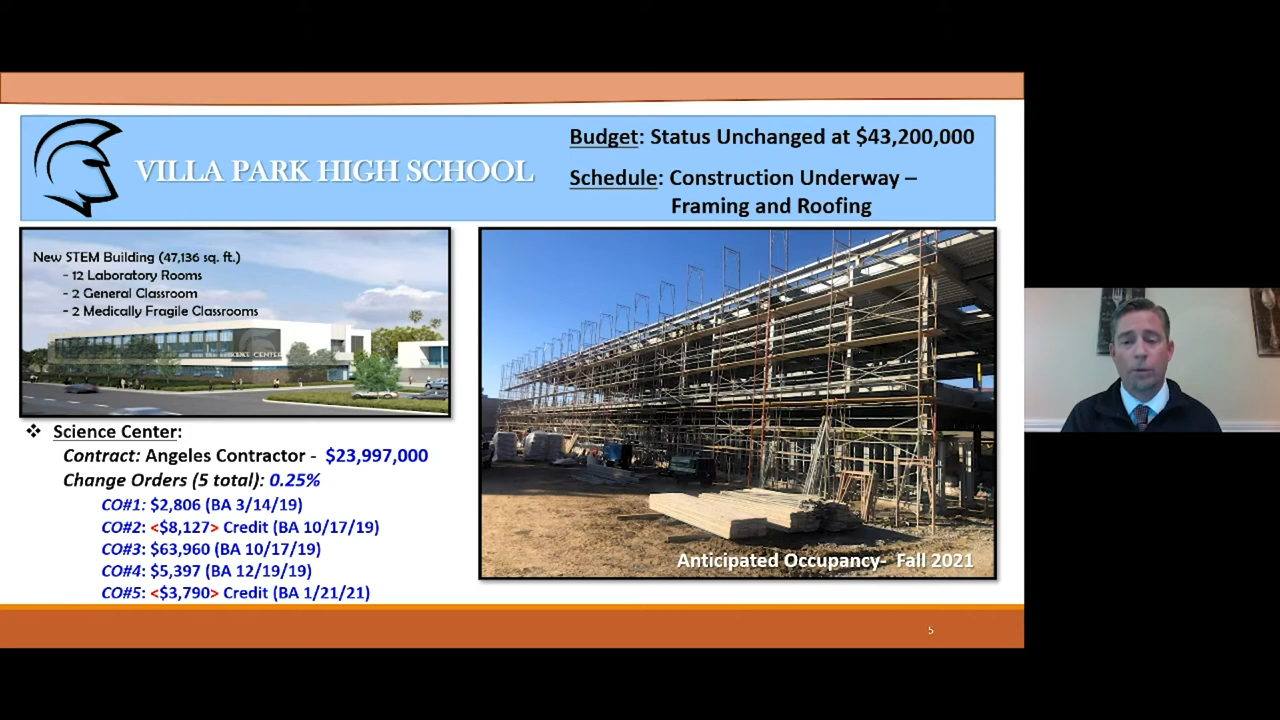 VILLA PARK HIGH SCHOOL
Budget: Status Unchanged at $43,200,000
Schedule: Construction Underway –
Framing and Roofing
New STEM Building (47,136 sq. ft.)
- 12 Laboratory Rooms
- 2 General Classroom
- 2 Medically Fragile Classrooms
CENTER
Anticipated Occupancy- Fall 2021
❖ Science Center:
Contract: Angeles Contractor - $23,997,000
Change Orders (5 total): 0.25%
CO#1: $2,806 (BA 3/14/19)
CO#2: <$8,127> Credit (BA 10/17/19)
CO#3: $63,960 (BA 10/17/19)
CO#4: $5,397 (BA 12/19/19)
CO#5: <$3,790> Credit (BA 1/21/21)
5